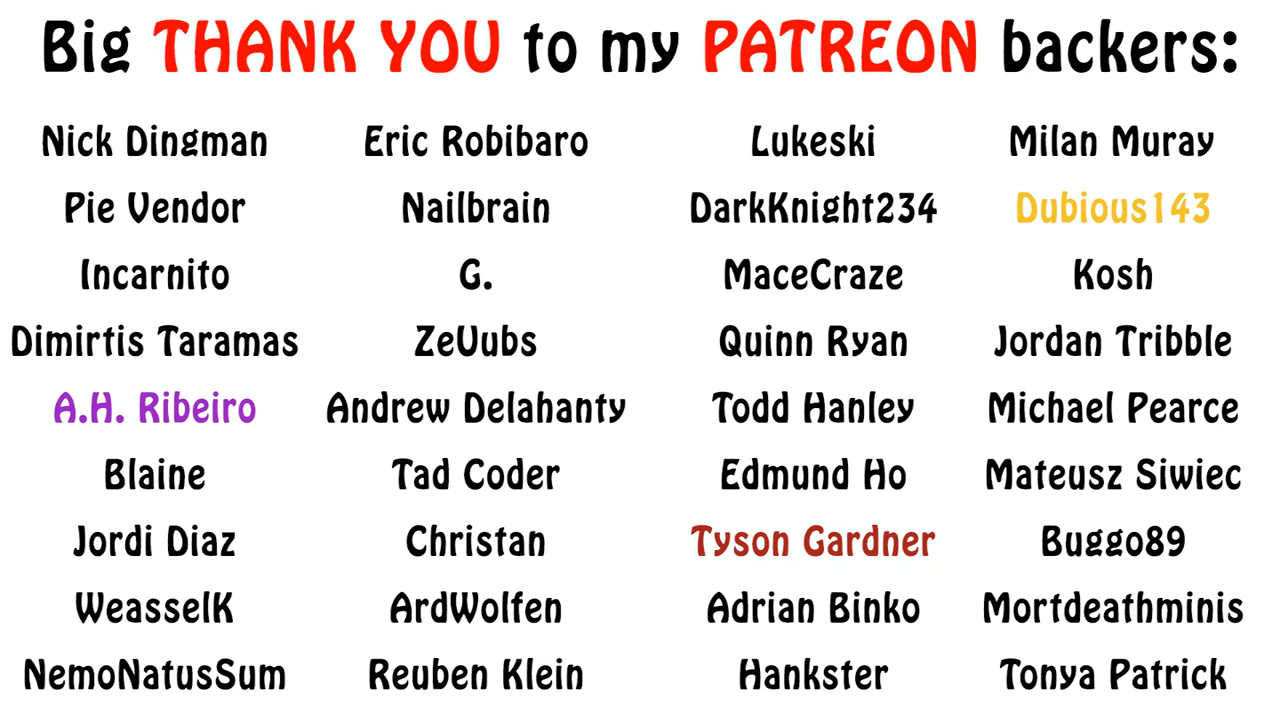 Big THANK YOU to my PATREON backers:
Nick Dingman Eric Robibaro Lukeski Milan Muray
Pie Vendor Nailbrain DarkKnight234 Dubious143
Incarnito G. MaceCraze Kosh
Dimirtis Taramas ZeVubs Quinn Ryan Jordan Tribble
A.H. Ribeiro Andrew Delahanty Todd Hanley Michael Pearce
Blaine Tad Coder Edmund Ho Mateusz Siwiec
Jordi Diaz Christan Tyson Gardner Buggo89
WeasselK ArdWolfen Adrian Binko Mortdeathminis
NemoNatusSum Reuben Klein Hankster Tonya Patrick